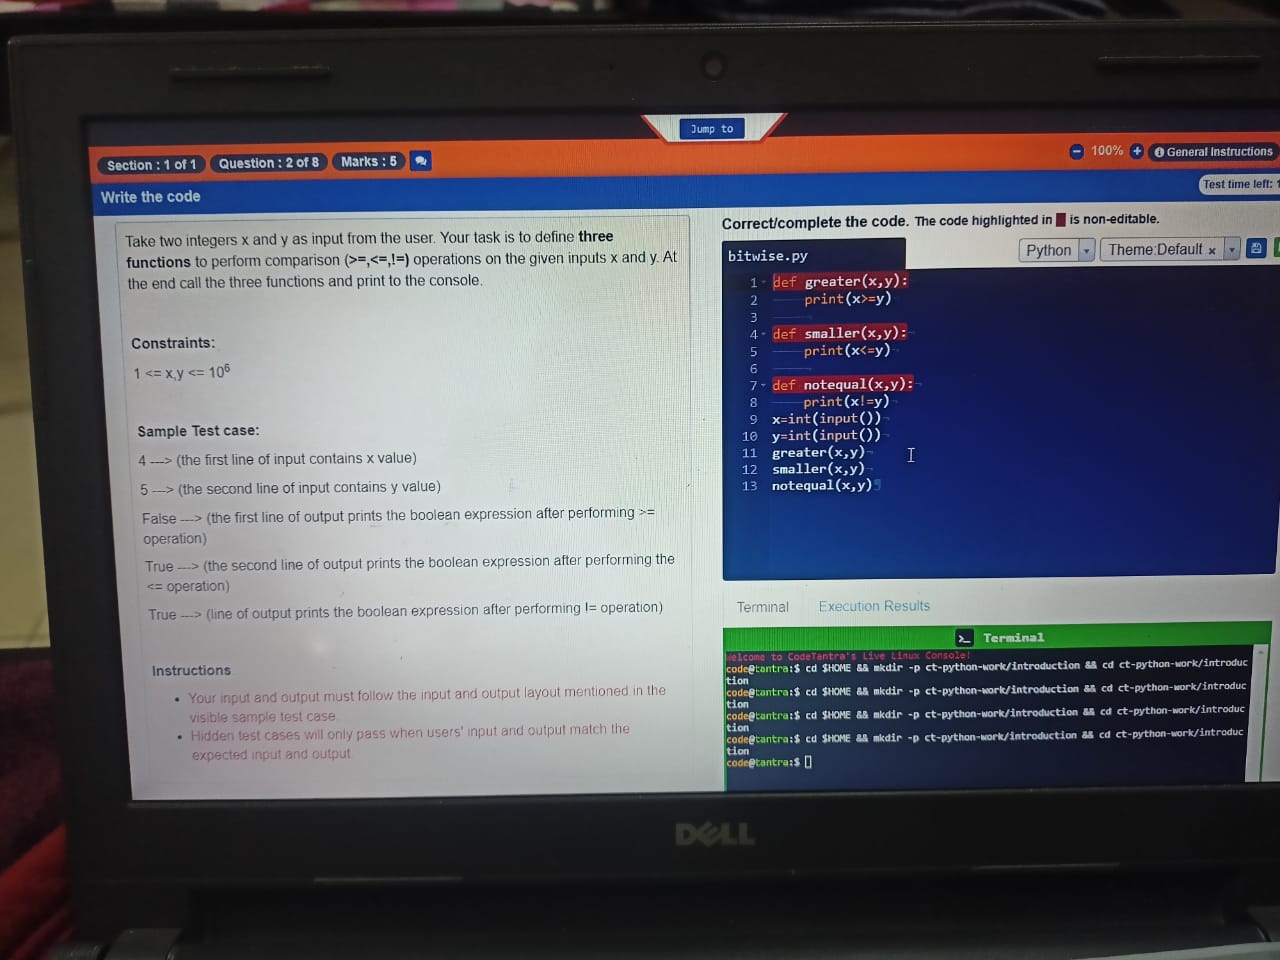 Jump to
Section : 1 of 1 Question : 2 of 8 Marks : 5
100% General Instructions
Write the code
Test time left:
Take two integers x and y as input from the user. Your task is to define three
functions to perform comparison (>=,<=,!=) operations on the given inputs x and y. At
the end call the three functions and print to the console.
Constraints:
1 <= x,y <= 10⁶
Sample Test case:
4 ---> (the first line of input contains x value)
5 ---> (the second line of input contains y value)
False ---> (the first line of output prints the boolean expression after performing >=
operation)
True ---> (the second line of output prints the boolean expression after performing the
<= operation)
True ---> (line of output prints the boolean expression after performing != operation)
Instructions
• Your input and output must follow the input and output layout mentioned in the
visible sample test case.
• Hidden test cases will only pass when users' input and output match the
expected input and output
Correct/complete the code. The code highlighted in is non-editable.
bitwise.py
Python Theme:Default ×
1 def greater(x,y):
2 print(x>=y)
3
4 def smaller(x,y):
5 print(x<=y)
6
7 def notequal(x,y):
8 print(x!=y)
9 x=int(input())
10 y=int(input())
11 greater(x,y)
12 smaller(x,y)
13 notequal(x,y)
Terminal Execution Results
>_ Terminal
Welcome to CodeTantra's Live Linux Console!
code@tantra:$ cd $HOME && mkdir -p ct-python-work/introduction && cd ct-python-work/introduc
tion
code@tantra:$ cd $HOME && mkdir -p ct-python-work/introduction && cd ct-python-work/introduc
tion
code@tantra:$ cd $HOME && mkdir -p ct-python-work/introduction && cd ct-python-work/introduc
tion
code@tantra:$ cd $HOME && mkdir -p ct-python-work/introduction && cd ct-python-work/introduc
tion
code@tantra:$
DELL